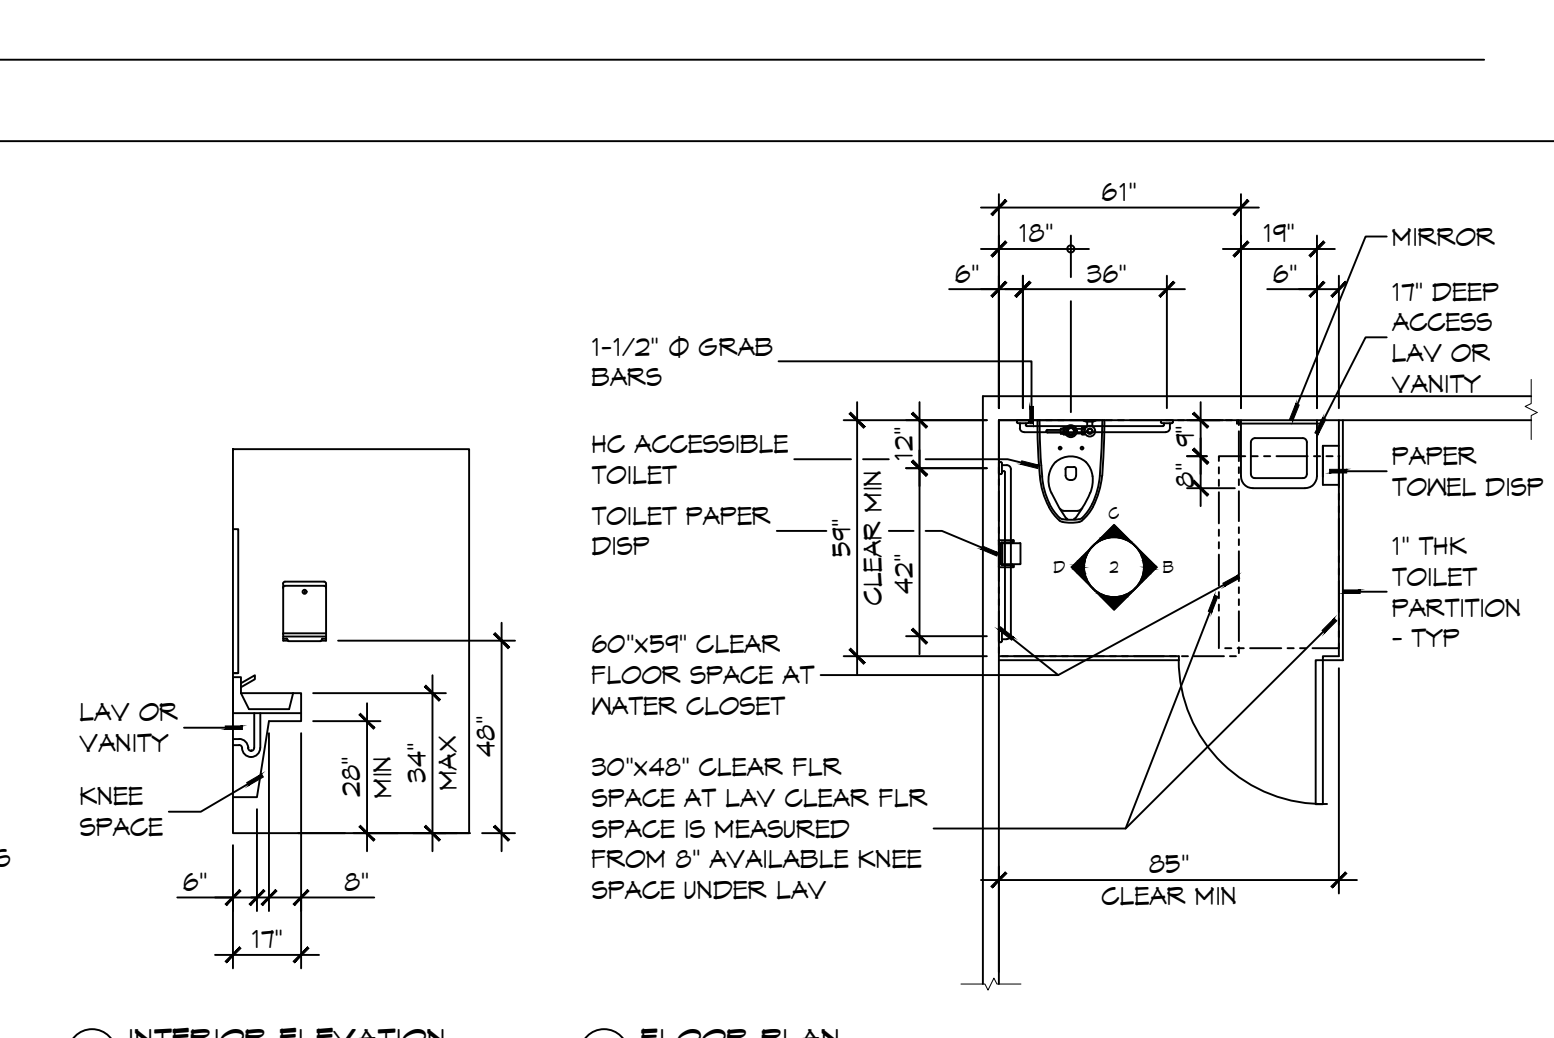 61"
18"
19"
MIRROR
6"
36"
6"
17" DEEP
ACCESS
LAV OR
VANITY
1-1/2" Φ GRAB
BARS
HC ACCESSIBLE
TOILET
12"
9"
8"
PAPER
TOWEL DISP
TOILET PAPER
DISP
59"
CLEAR MIN
42"
C
D
2
B
1" THK
TOILET
PARTITION
- TYP
60"x59" CLEAR
FLOOR SPACE AT
WATER CLOSET
LAV OR
VANITY
KNEE
SPACE
28"
MIN
34"
MAX
48"
30"x48" CLEAR FLR
SPACE AT LAV CLEAR FLR
SPACE IS MEASURED
FROM 8" AVAILABLE KNEE
SPACE UNDER LAV
S
6"
8"
17"
85"
CLEAR MIN
INTERIOR ELEVATION
FLOOR PLAN